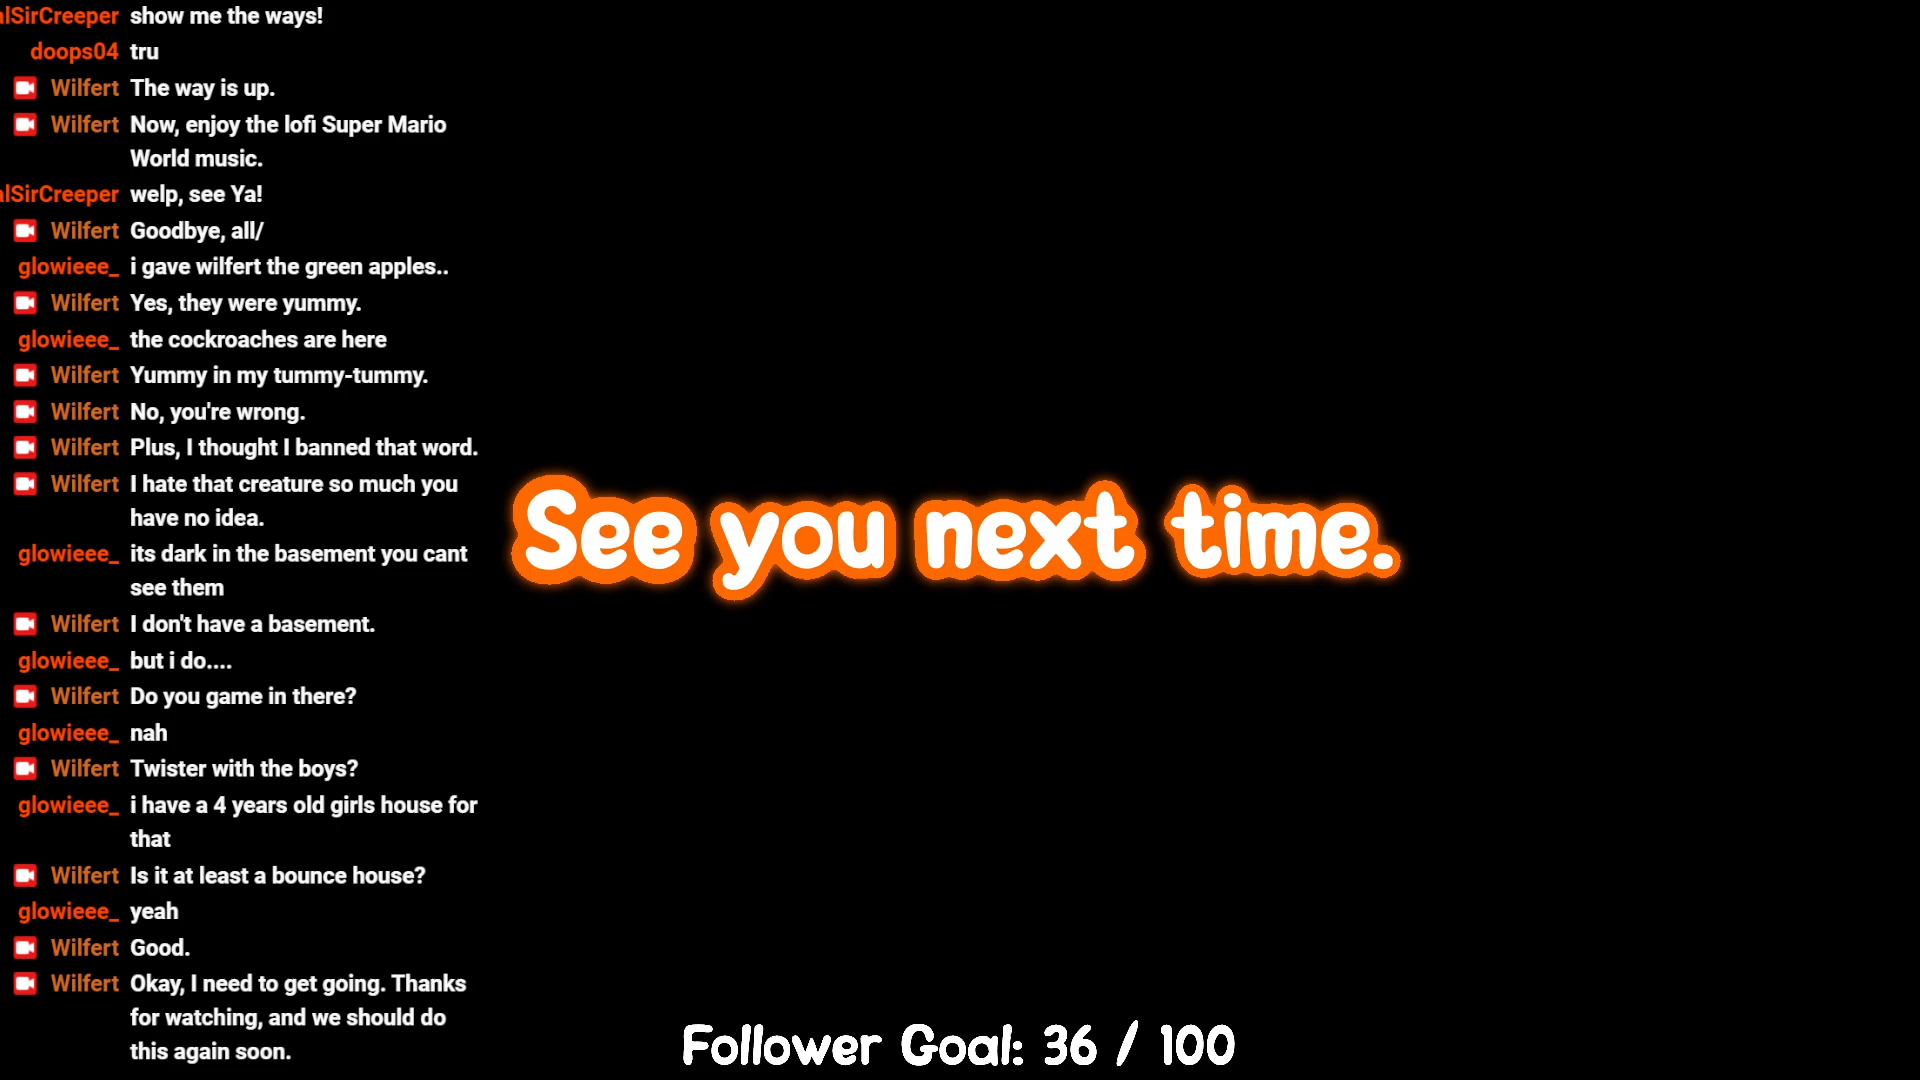 alSirCreeper show me the ways!
doops04 tru
Wilfert The way is up.
Wilfert Now, enjoy the lofi Super Mario
World music.
alSirCreeper welp, see Ya!
Wilfert Goodbye, all/
glowieee_ i gave wilfert the green apples..
Wilfert Yes, they were yummy.
glowieee_ the cockroaches are here
Wilfert Yummy in my tummy-tummy.
Wilfert No, you're wrong.
Wilfert Plus, I thought I banned that word.
Wilfert I hate that creature so much you
have no idea.
glowieee_ its dark in the basement you cant
see them
Wilfert I don't have a basement.
glowieee_ but i do....
Wilfert Do you game in there?
glowieee_ nah
Wilfert Twister with the boys?
glowieee_ i have a 4 years old girls house for
that
Wilfert Is it at least a bounce house?
glowieee_ yeah
Wilfert Good.
Wilfert Okay, I need to get going. Thanks
for watching, and we should do
this again soon.
See you next time.
Follower Goal: 36 / 100